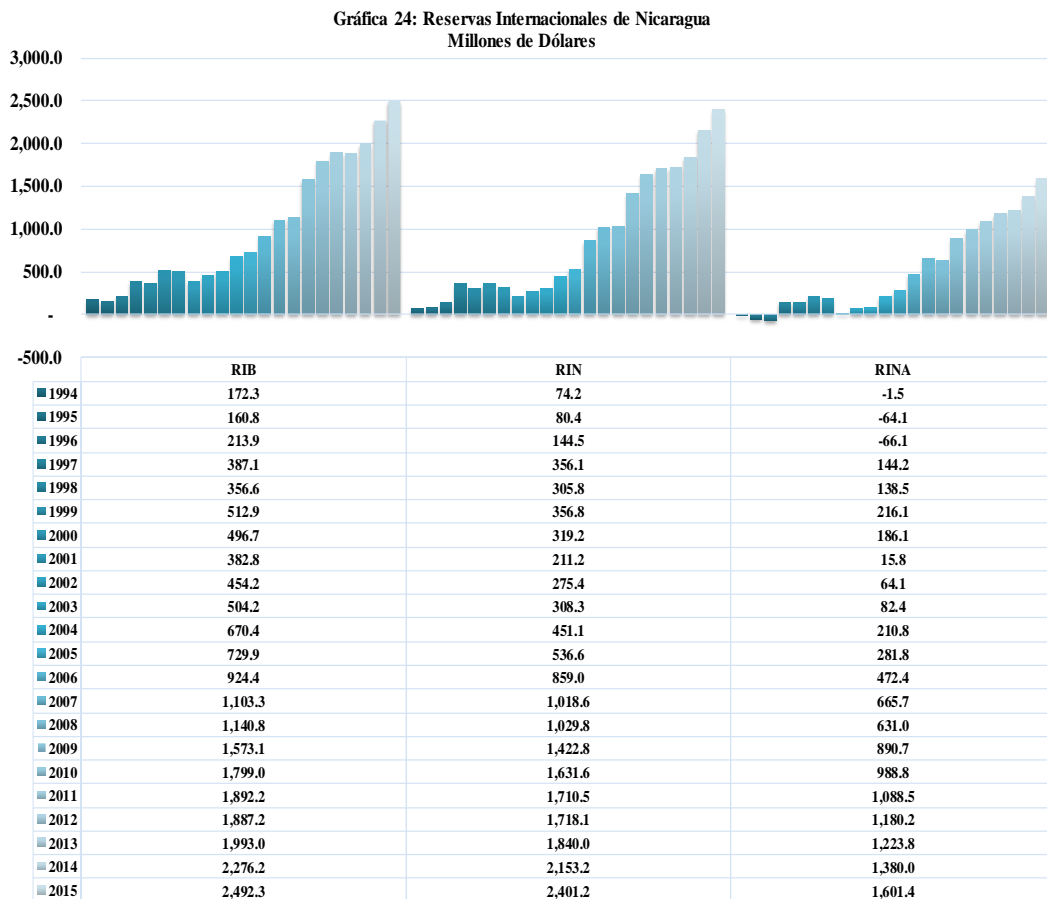 Gráfica 24: Reservas Internacionales de Nicaragua
Millones de Dólares
3,000.0
2,500.0
2,000.0
1,500.0
1,000.0
500.0
-
-500.0
RIB RIN RINA
1994 172.3 74.2 -1.5
1995 160.8 80.4 -64.1
1996 213.9 144.5 -66.1
1997 387.1 356.1 144.2
1998 356.6 305.8 138.5
1999 512.9 356.8 216.1
2000 496.7 319.2 186.1
2001 382.8 211.2 15.8
2002 454.2 275.4 64.1
2003 504.2 308.3 82.4
2004 670.4 451.1 210.8
2005 729.9 536.6 281.8
2006 924.4 859.0 472.4
2007 1,103.3 1,018.6 665.7
2008 1,140.8 1,029.8 631.0
2009 1,573.1 1,422.8 890.7
2010 1,799.0 1,631.6 988.8
2011 1,892.2 1,710.5 1,088.5
2012 1,887.2 1,718.1 1,180.2
2013 1,993.0 1,840.0 1,223.8
2014 2,276.2 2,153.2 1,380.0
2015 2,492.3 2,401.2 1,601.4